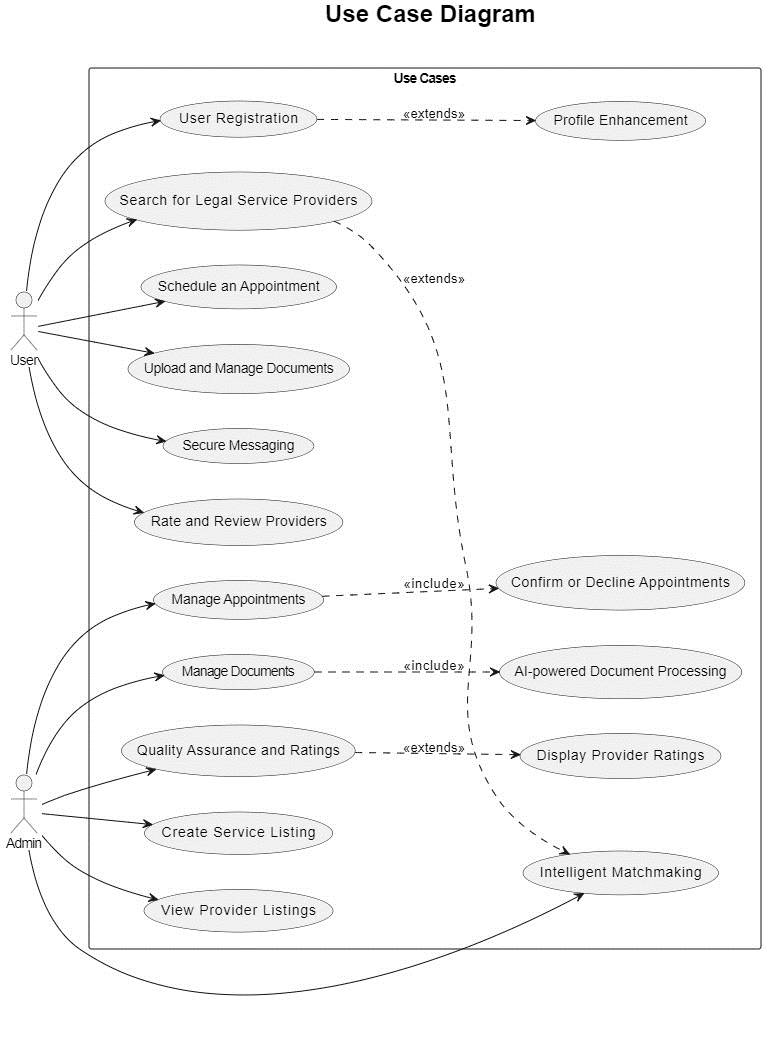 Use Case Diagram
Use Cases
User Registration
«extends»
Profile Enhancement
Search for Legal Service Providers
«extends»
Schedule an Appointment
User
Upload and Manage Documents
Secure Messaging
Rate and Review Providers
Manage Appointments
«include»
Confirm or Decline Appointments
Manage Documents
«include»
AI-powered Document Processing
Quality Assurance and Ratings
«extends»
Display Provider Ratings
Admin
Create Service Listing
Intelligent Matchmaking
View Provider Listings